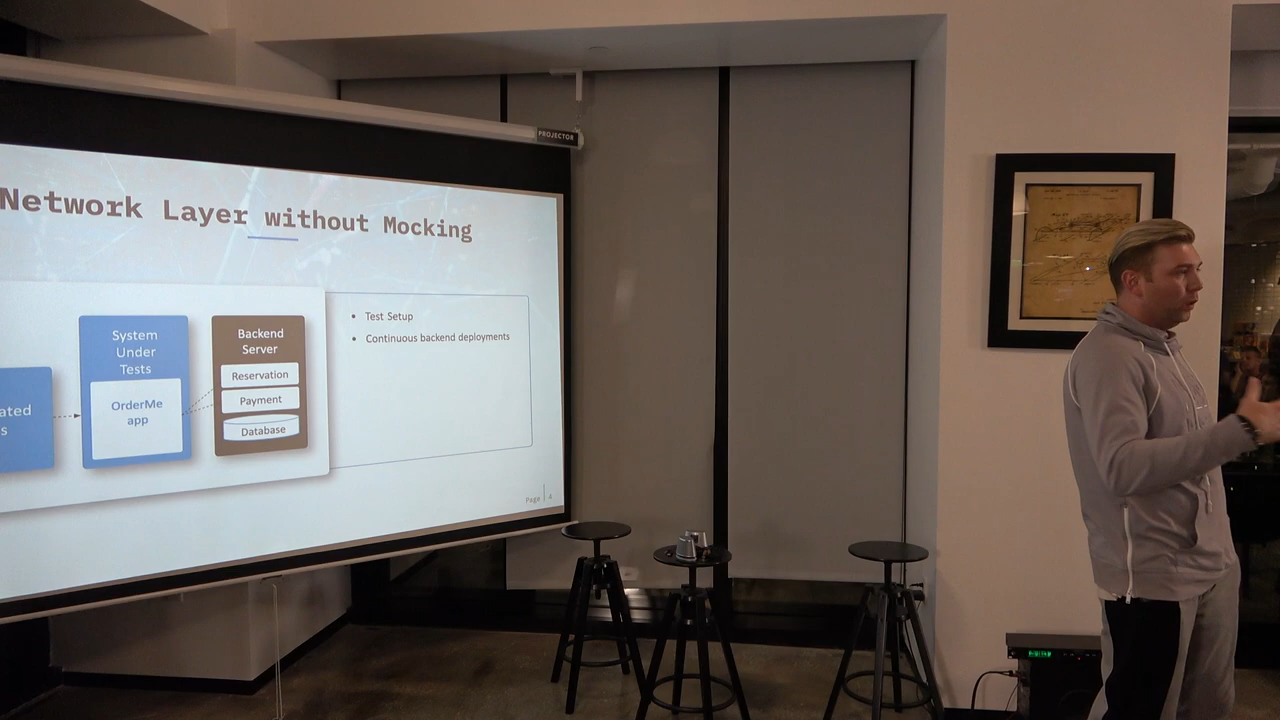 PROJECTOR
Network Layer without Mocking
System
Under
Tests
OrderMe
app
Backend
Server
Reservation
Payment
Database
• Test Setup
• Continuous backend deployments
Page | 4